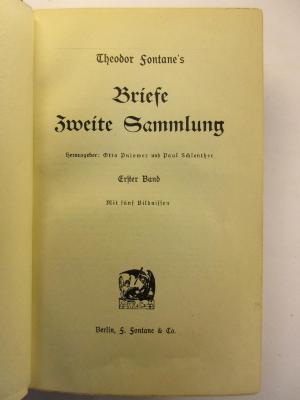 Theodor Fontane's
Briefe
Zweite Sammlung
Herausgeber: Otto Pniower und Paul Schlenther
Erster Band
Mit fünf Bildnissen
Berlin, F. Fontane & Co.